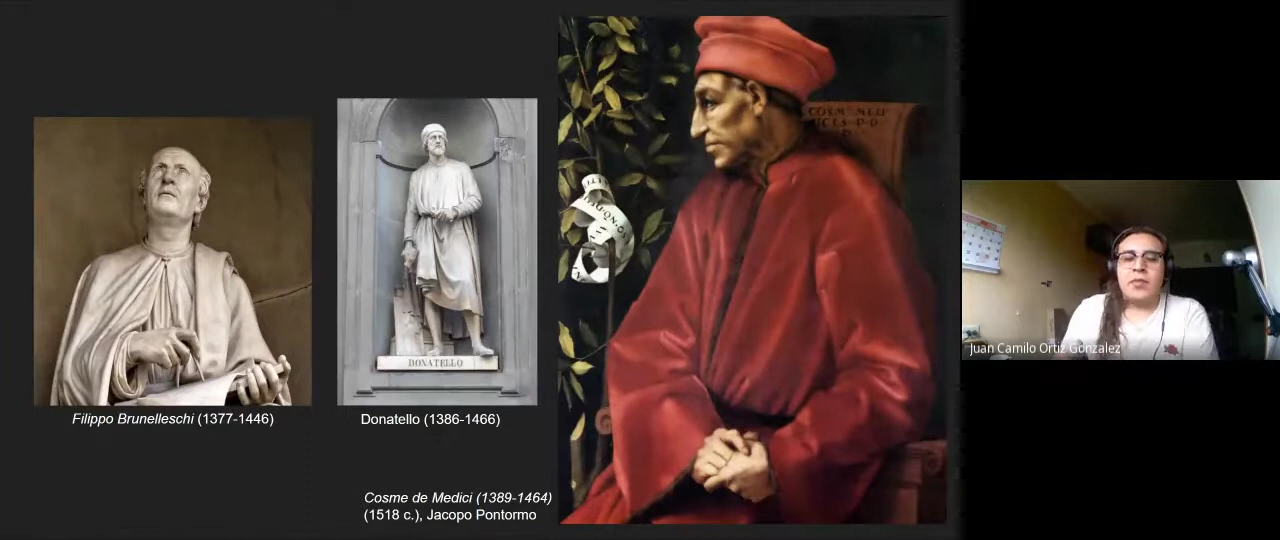 Filippo Brunelleschi (1377-1446)
DONATELLO
Donatello (1386-1466)
Cosme de Medici (1389-1464)
(1518 c.), Jacopo Pontormo
Juan Camilo Ortiz Gonzalez